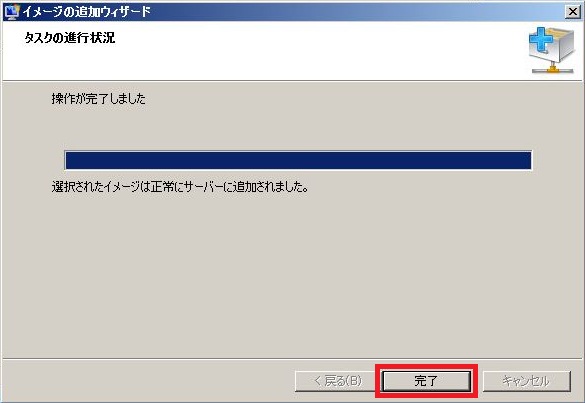 イメージの追加ウィザード
タスクの進行状況
操作が完了しました
選択されたイメージは正常にサーバーに追加されました。
< 戻る(B)
完了
キャンセル